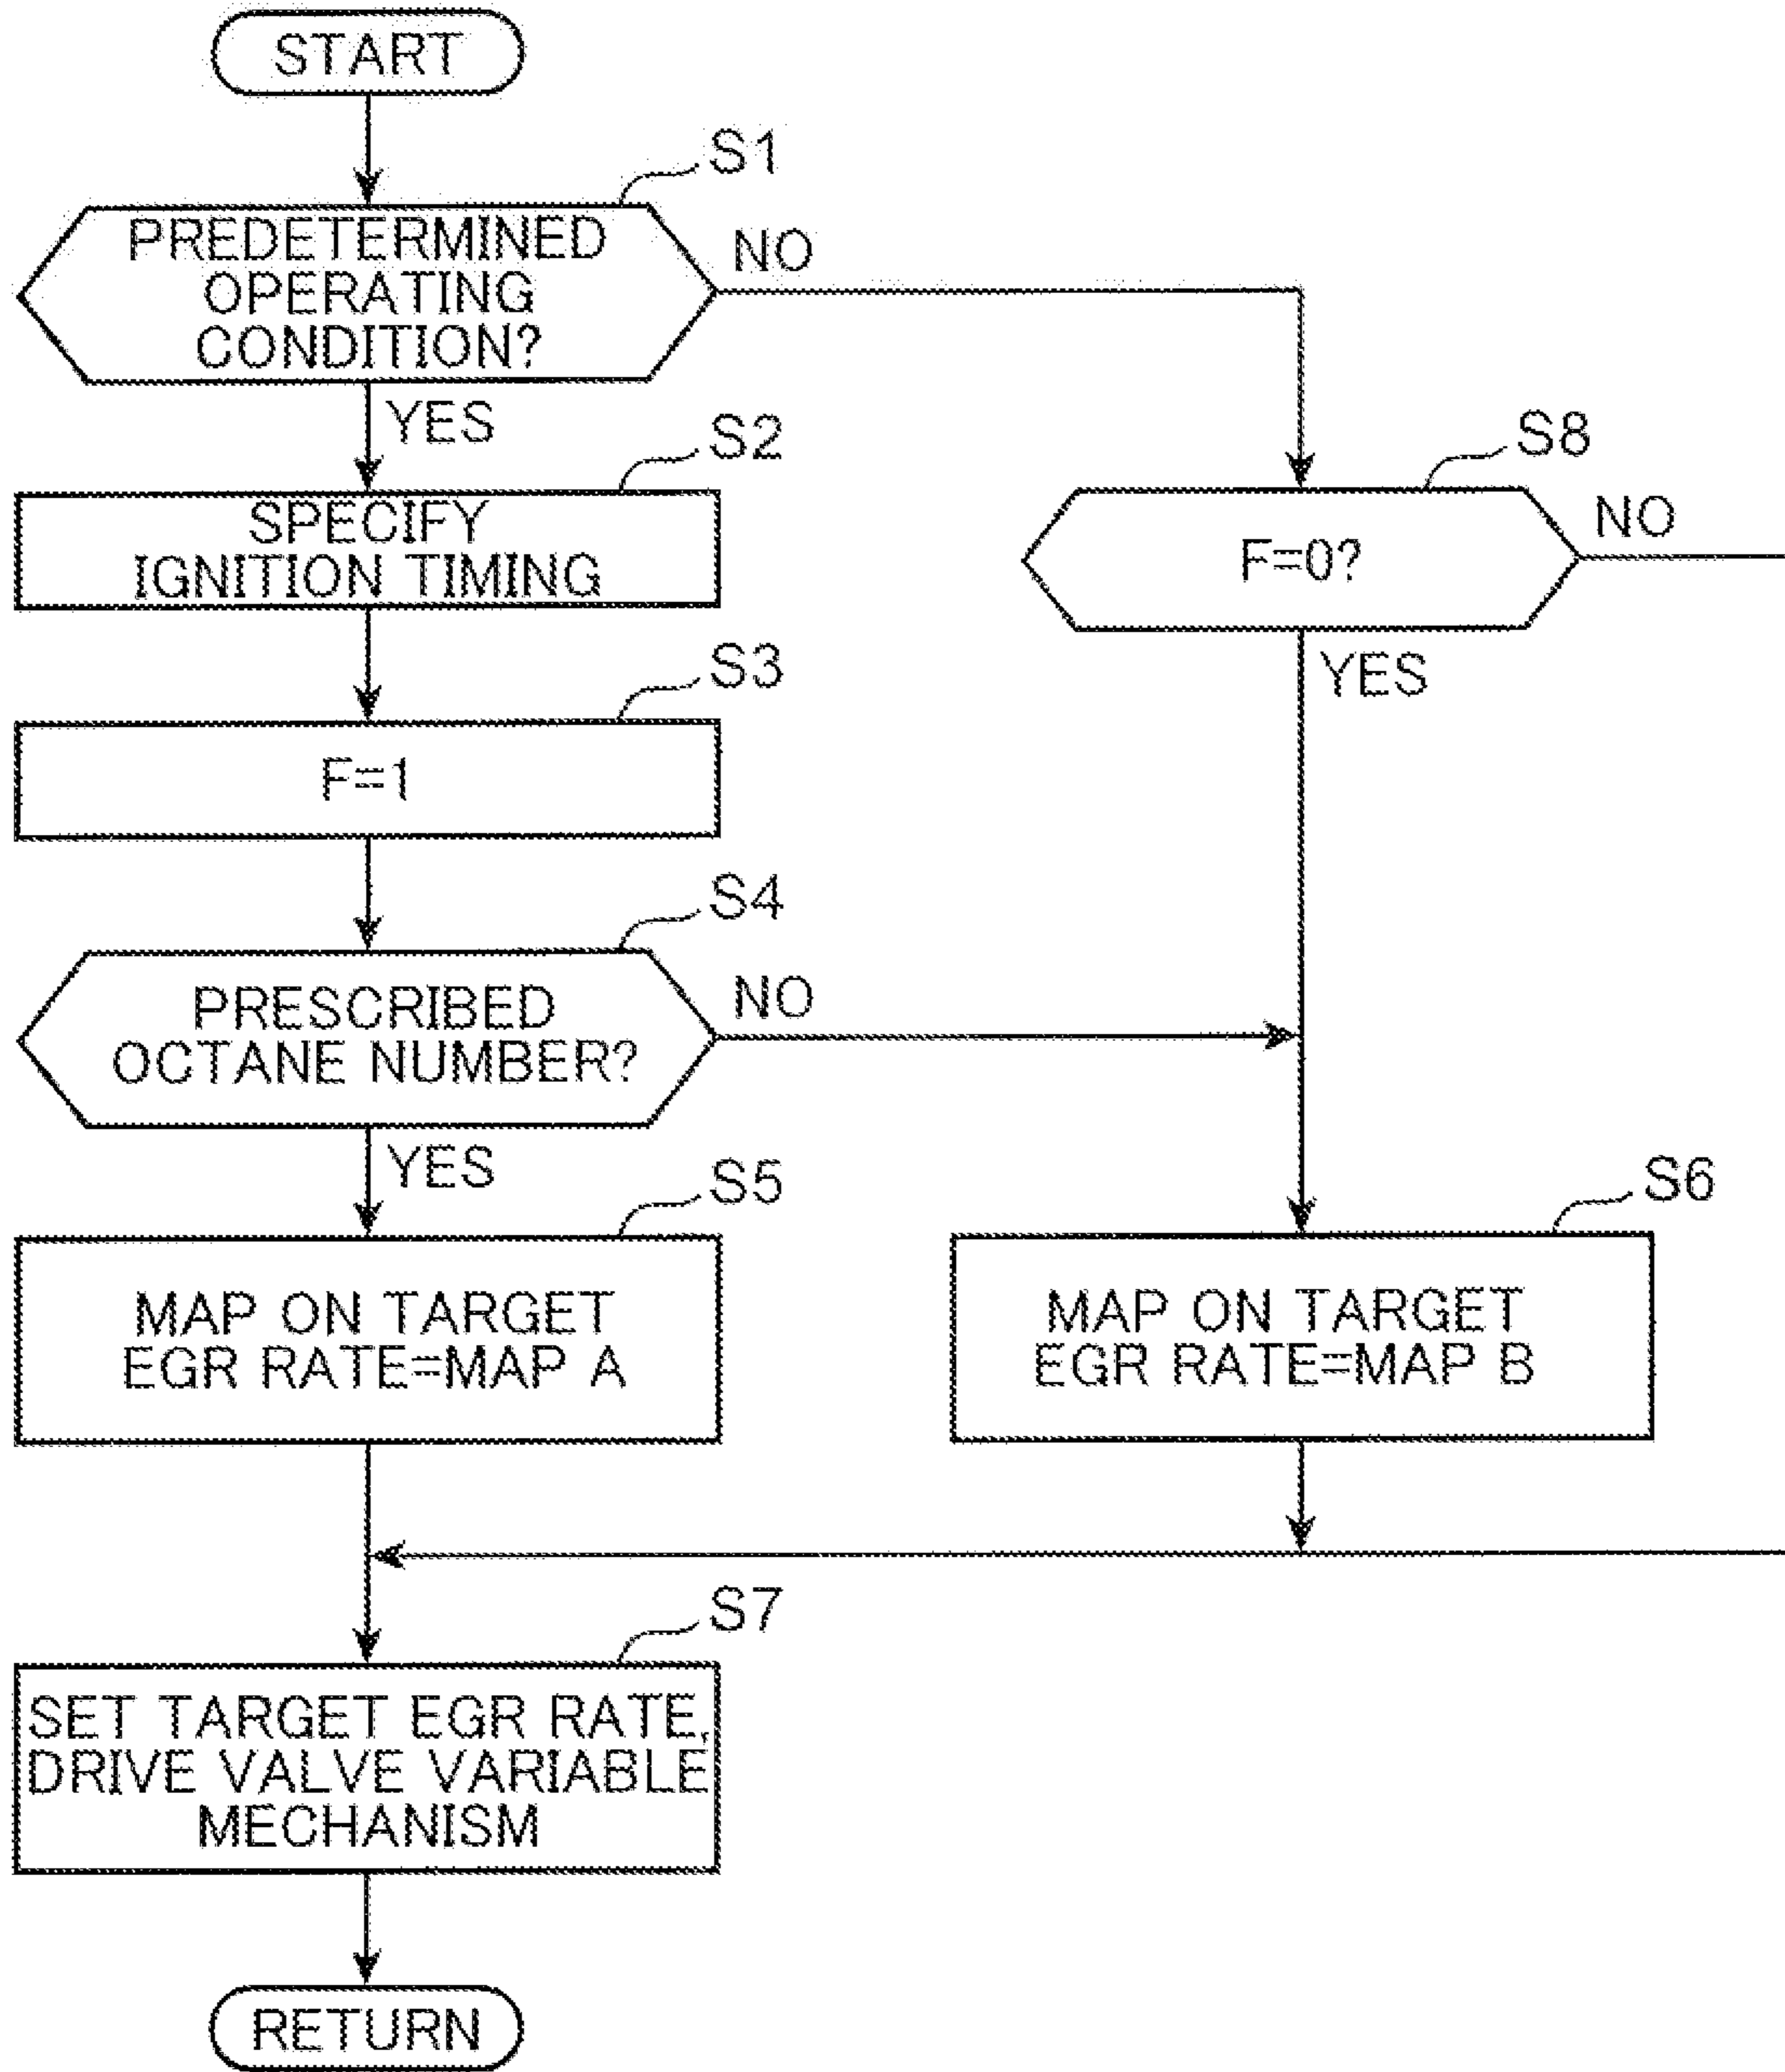 START
S1
PREDETERMINED
OPERATING
CONDITION?
NO
YES
S2
SPECIFY
IGNITION TIMING
S8
F=0?
NO
YES
S3
F=1
S4
PRESCRIBED
OCTANE NUMBER?
NO
YES
S5
MAP ON TARGET
EGR RATE=MAP A
S6
MAP ON TARGET
EGR RATE=MAP B
S7
SET TARGET EGR RATE,
DRIVE VALVE VARIABLE
MECHANISM
RETURN